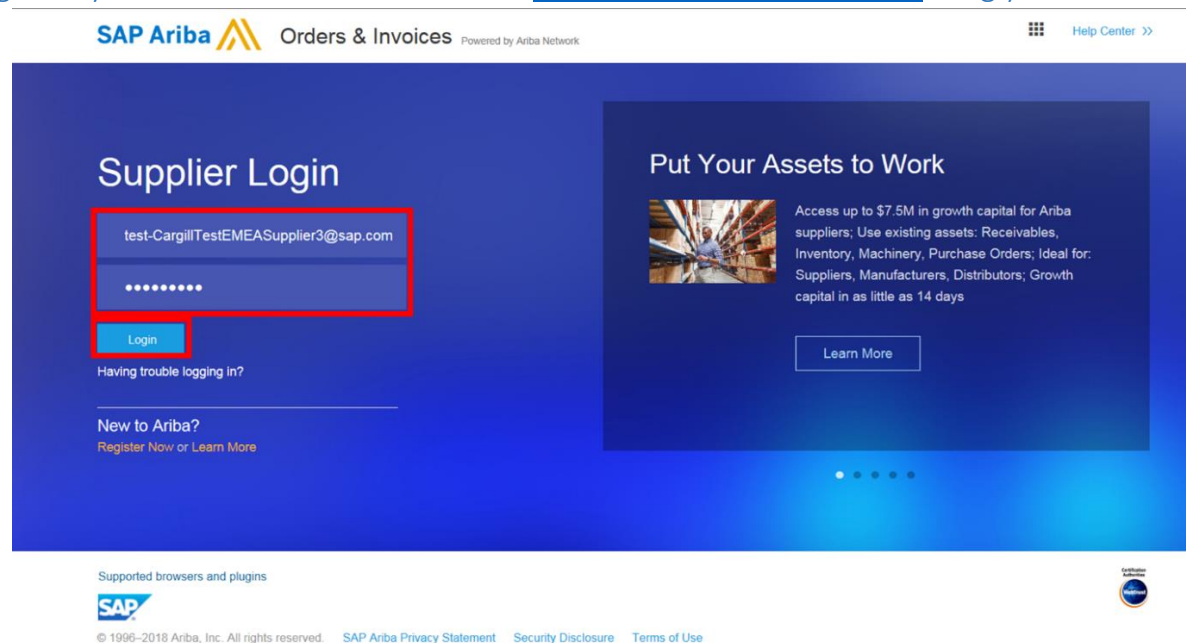 SAP Ariba Orders & Invoices Powered by Ariba Network
Help Center >>
Supplier Login
test-CargillTestEMEASupplier3@sap.com
•••••••••
Login
Having trouble logging in?
New to Ariba?
Register Now or Learn More
Put Your Assets to Work
Access up to $7.5M in growth capital for Ariba
suppliers; Use existing assets: Receivables,
Inventory, Machinery, Purchase Orders; Ideal for:
Suppliers, Manufacturers, Distributors; Growth
capital in as little as 14 days
Learn More
Supported browsers and plugins
SAP
© 1996–2018 Ariba, Inc. All rights reserved. SAP Ariba Privacy Statement Security Disclosure Terms of Use